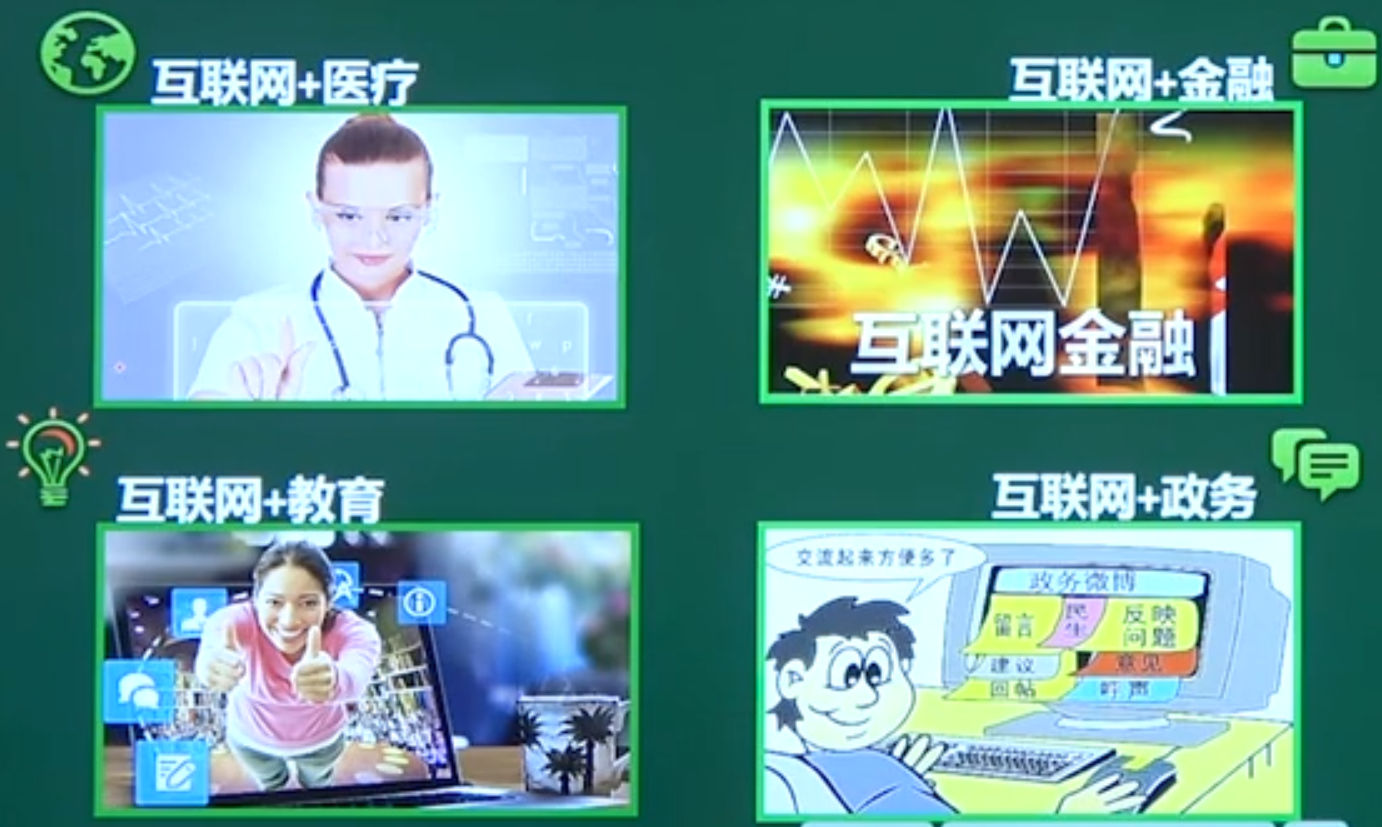 互联网+医疗
互联网+金融
互联网金融
互联网+教育
互联网+政务
交流起来方便多了
政务微博
留言
民生
反映
问题
建议
意见
回帖